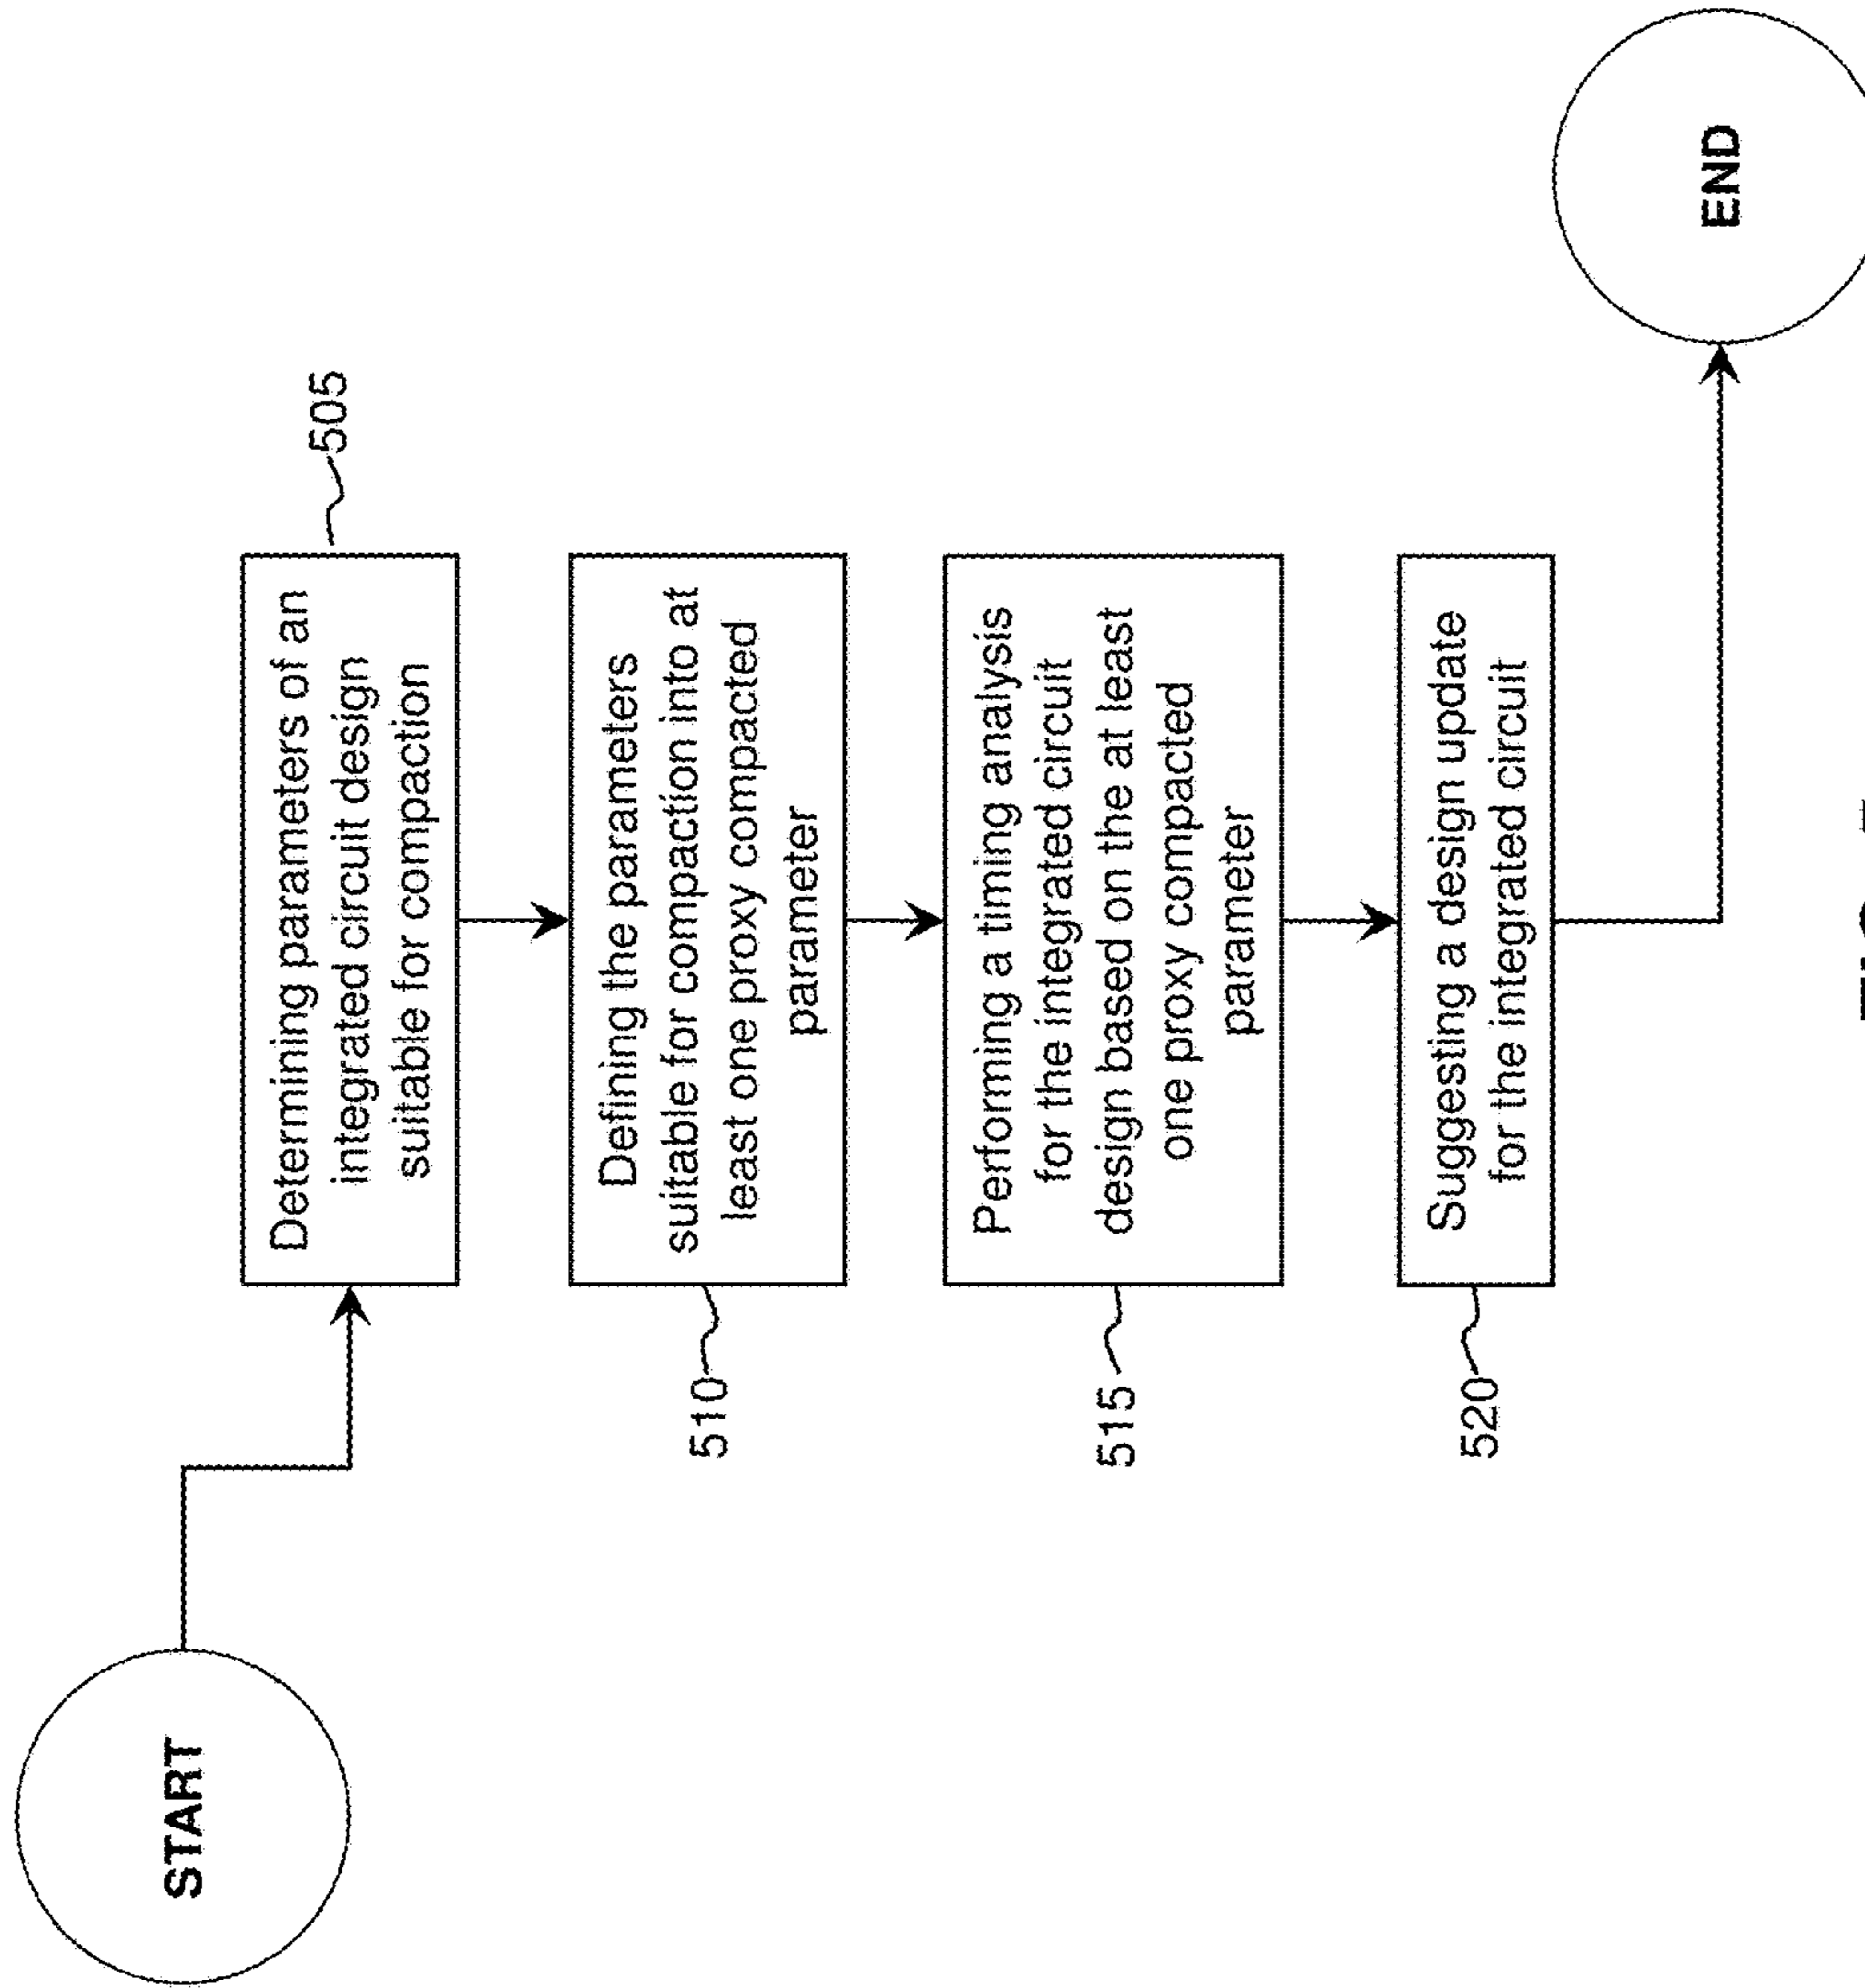 START
505
Determining parameters of an
integrated circuit design
suitable for compaction
510
Defining the parameters
suitable for compaction into at
least one proxy compacted
parameter
515
Performing a timing analysis
for the integrated circuit
design based on the at least
one proxy compacted
parameter
520
Suggesting a design update
for the integrated circuit
END